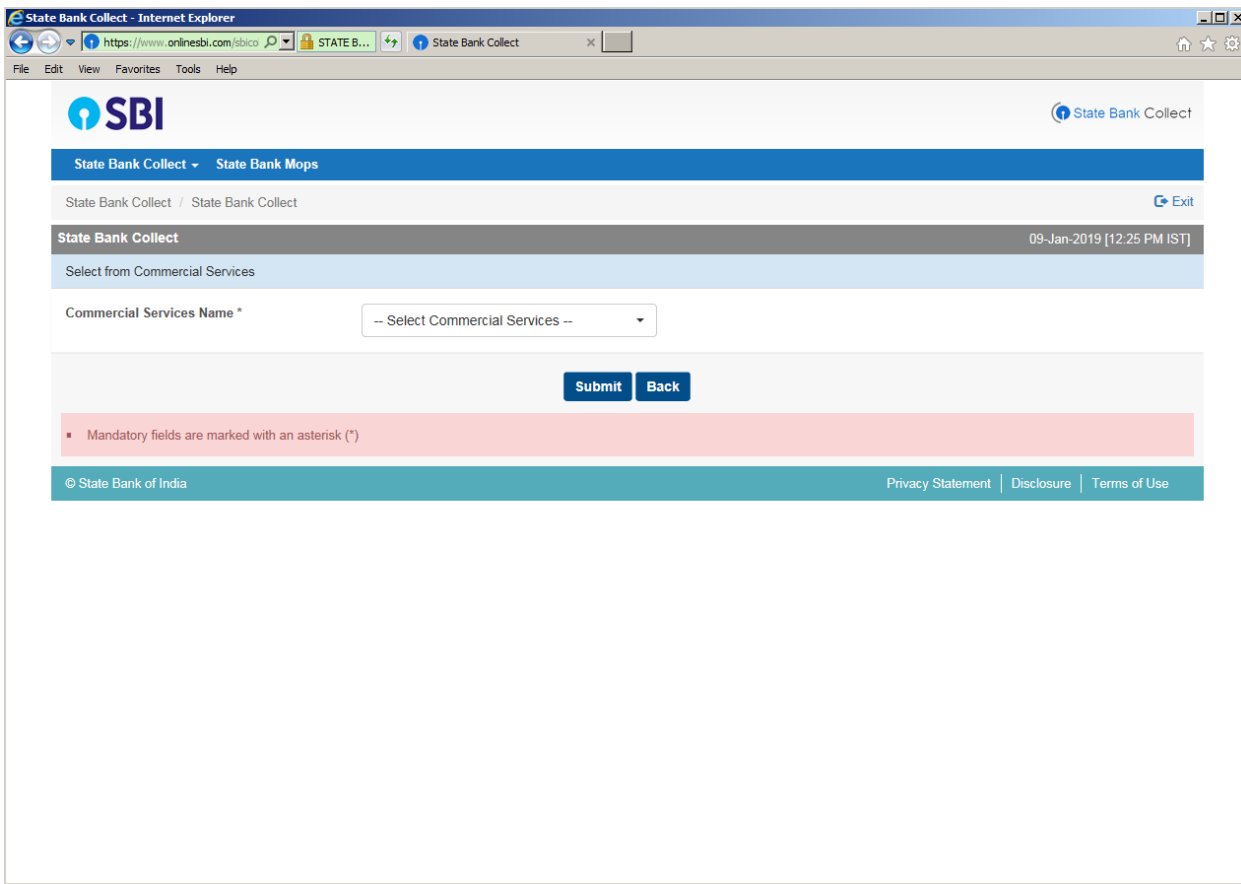 State Bank Collect - Internet Explorer
https://www.onlinesbi.com/sbico STATE B... State Bank Collect
File Edit View Favorites Tools Help
SBI State Bank Collect
State Bank Collect State Bank Mops
State Bank Collect / State Bank Collect Exit
State Bank Collect 09-Jan-2019 [12:25 PM IST]
Select from Commercial Services
Commercial Services Name * -- Select Commercial Services --
Submit Back
Mandatory fields are marked with an asterisk (*)
© State Bank of India Privacy Statement | Disclosure | Terms of Use